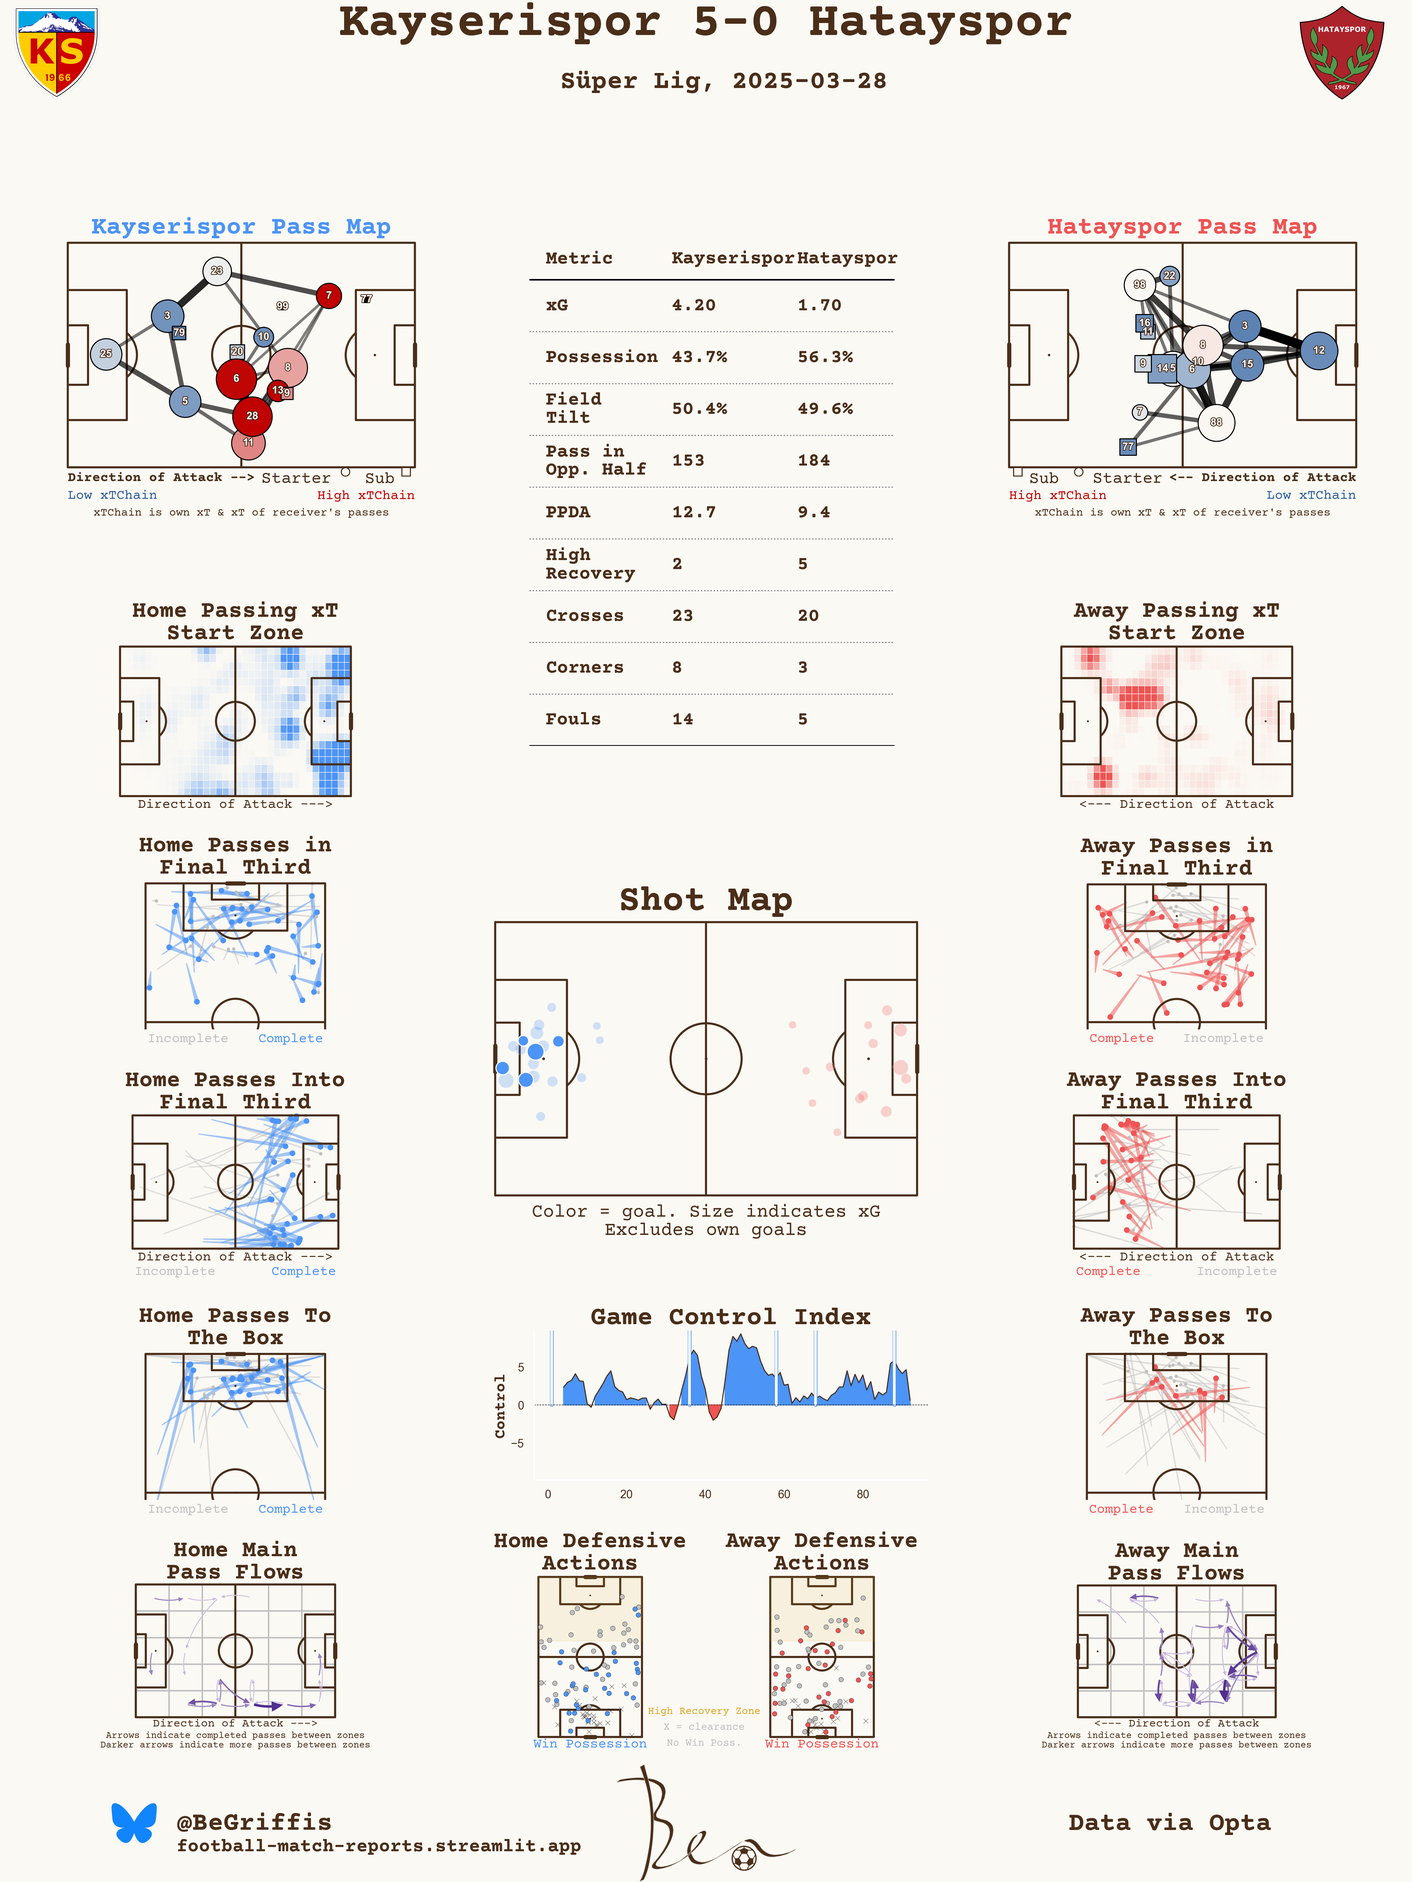 Kayserispor 5-0 Hatayspor
Süper Lig, 2025-03-28
KS
1966
HATAYSPOR
1967
Kayserispor Pass Map
23
7
77
99
3
79
10
25
20
8
6
13
9
5
28
11
Direction of Attack --> Starter Sub
Low xTChain High xTChain
xTChain is own xT & xT of receiver's passes
Metric Kayserispor Hatayspor
xG 4.20 1.70
Possession 43.7% 56.3%
Field
Tilt 50.4% 49.6%
Pass in
Opp. Half 153 184
PPDA 12.7 9.4
High
Recovery 2 5
Crosses 23 20
Corners 8 3
Fouls 14 5
Hatayspor Pass Map
98
22
16
11
3
8
12
9
10
14
5
6
15
7
88
77
Sub Starter <-- Direction of Attack
High xTChain Low xTChain
xTChain is own xT & xT of receiver's passes
Home Passing xT
Start Zone
Direction of Attack --->
Away Passing xT
Start Zone
<--- Direction of Attack
Home Passes in
Final Third
Incomplete Complete
Away Passes in
Final Third
Complete Incomplete
Shot Map
Color = goal. Size indicates xG
Excludes own goals
Home Passes Into
Final Third
Direction of Attack --->
Incomplete Complete
Away Passes Into
Final Third
<--- Direction of Attack
Complete Incomplete
Home Passes To
The Box
Incomplete Complete
Game Control Index
Control
5
0
-5
0 20 40 60 80
Away Passes To
The Box
Complete Incomplete
Home Main
Pass Flows
Direction of Attack --->
Arrows indicate completed passes between zones
Darker arrows indicate more passes between zones
Home Defensive
Actions
Win Possession
High Recovery Zone
X = clearance
No Win Poss.
Away Defensive
Actions
Win Possession
Away Main
Pass Flows
<--- Direction of Attack
Arrows indicate completed passes between zones
Darker arrows indicate more passes between zones
@BeGriffis
football-match-reports.streamlit.app
Ben
Data via Opta